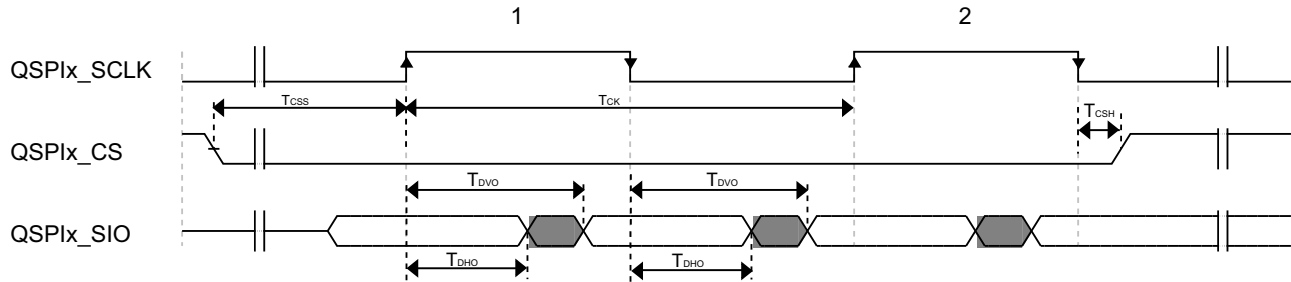 1 2
QSPIx_SCLK
TCSS TCK
TCSH
QSPIx_CS
TDVO TDVO
QSPIx_SIO
TDHO TDHO